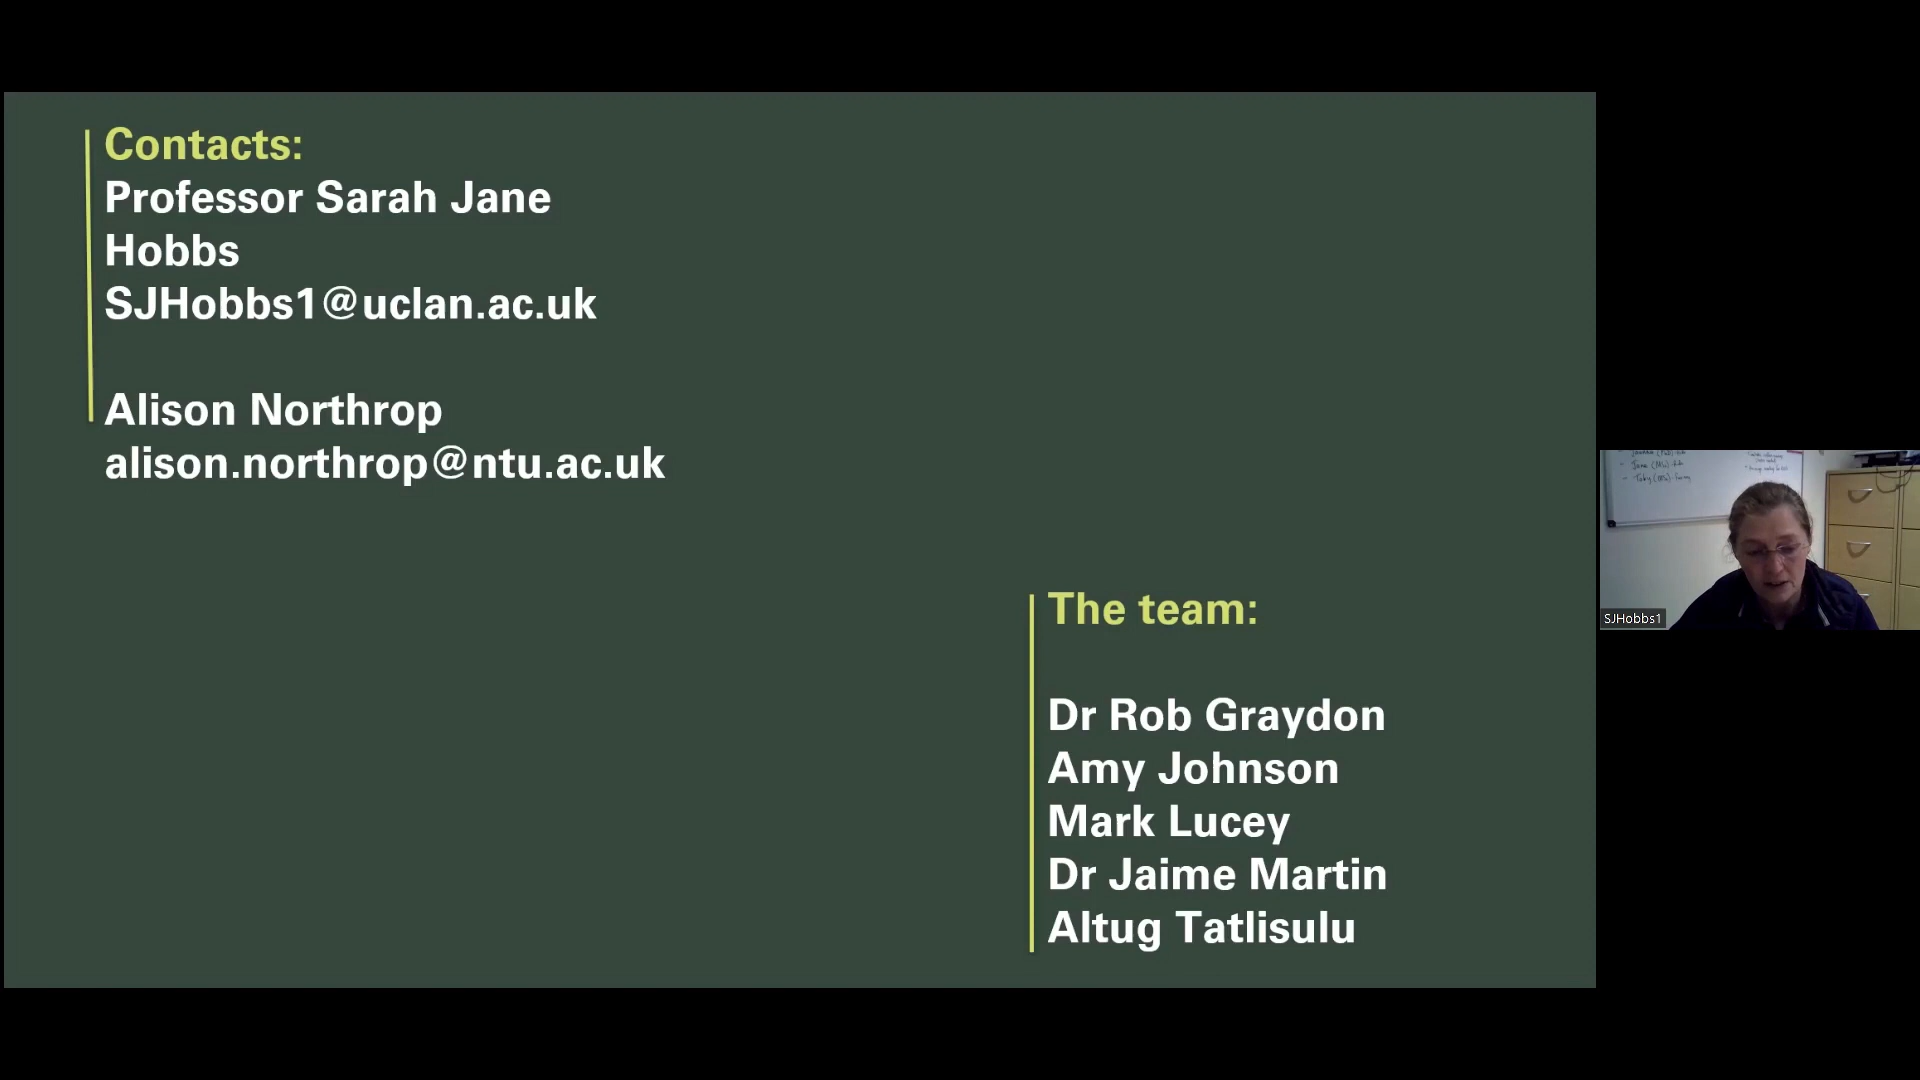 Contacts:
Professor Sarah Jane
Hobbs
SJHobbs1@uclan.ac.uk
Alison Northrop
alison.northrop@ntu.ac.uk
The team:
Dr Rob Graydon
Amy Johnson
Mark Lucey
Dr Jaime Martin
Altug Tatlisulu
SJHobbs1